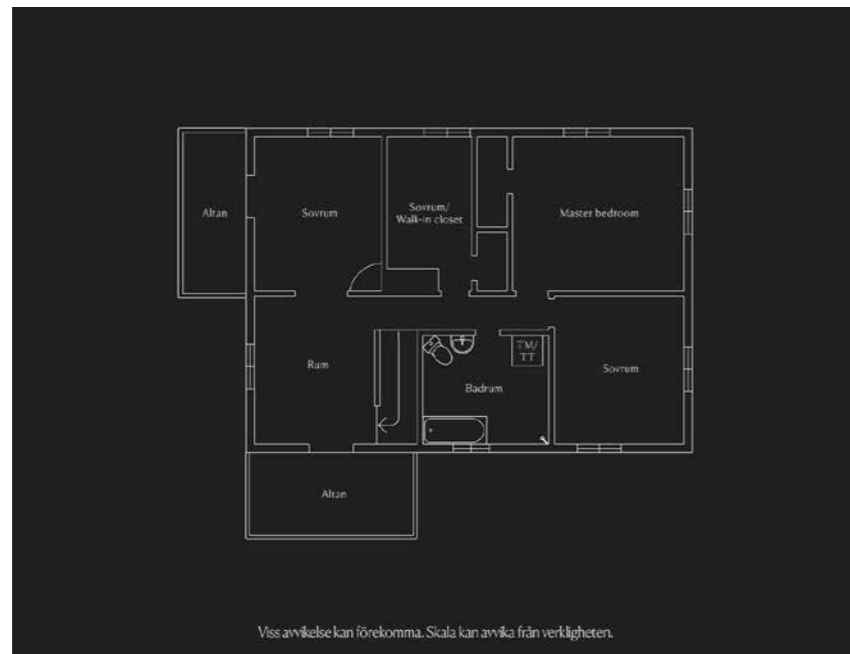 Altan
Sovrum
Sovrum/
Walk-in closet
Master bedroom
Rum
TM/
TT
Badrum
Sovrum
Altan
Viss avvikelse kan förekomma. Skala kan avvika från verkligheten.